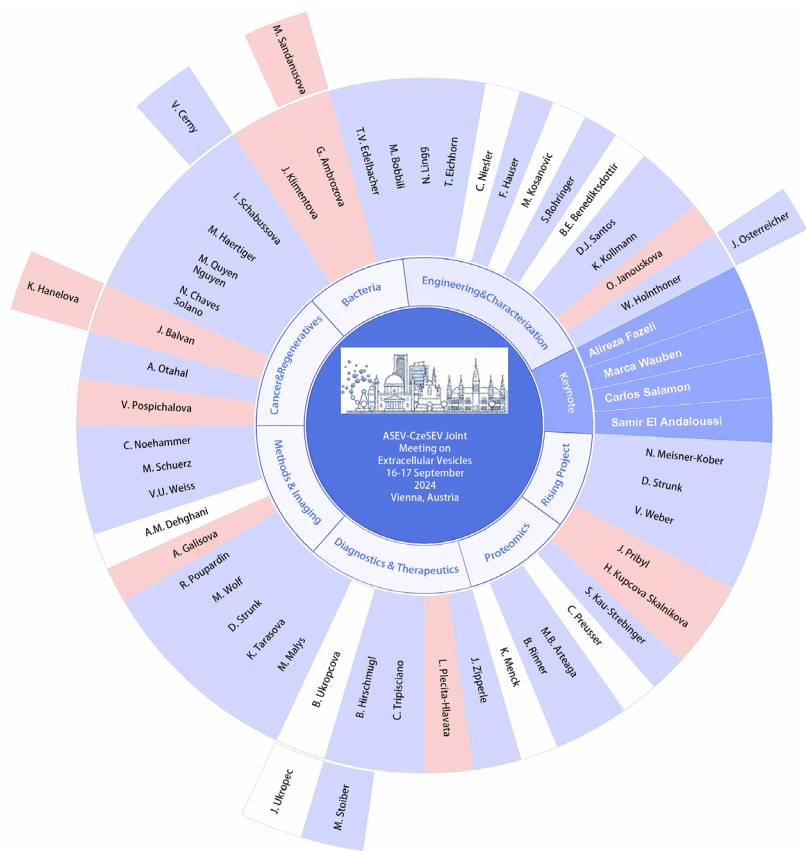 ASEV-CzeSEV Joint
Meeting on
Extracellular Vesicles
16-17 September
2024
Vienna, Austria
Keynote
Alireza Fazeli
Marca Wauben
Carlos Salamon
Samir El Andaloussi
Rising Project
N. Meisner-Kober
D. Strunk
V. Weber
Proteomics
J. Pribyl
H. Kupcova Skalnikova
S. Kau-Strebinger
C. Preusser
M.B. Arteaga
B. Rinner
K. Menck
Diagnostics & Therapeutics
J. Zipperle
L. Plecita-Hlavata
C. Tripisciano
B. Hirschmugl
M. Stoiber
B. Ukropcova
J. Ukropec
M. Malys
K. Tarasova
D. Strunk
M. Wolf
R. Poupardin
Methods & Imaging
A. Galisova
A.M. Dehghani
V.U. Weiss
M. Schuerz
C. Noehammer
Cancer&Regeneratives
V. Pospichalova
A. Otahal
J. Balvan
K. Hanelova
N. Chaves
Solano
M. Quyen
Nguyen
M. Haertiger
I. Schabussova
V. Cerny
Bacteria
J. Klimentova
G. Ambrozova
M. Sandanusova
Engineering&Characterization
T.V. Edelbacher
M. Bobbili
N. Lingg
T. Eichhorn
C. Niesler
F. Hauser
M. Kosanovic
S.Rohringer
B.E. Benediktsdottir
D.J. Santos
K. Kollmann
O. Janouskova
W. Holnthoner
J. Osterreicher